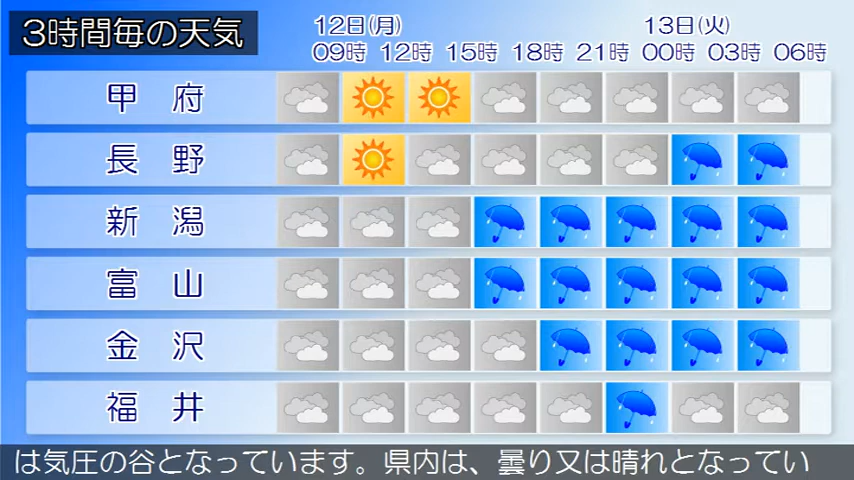 3時間毎の天気
12日(月) 13日(火)
09時 12時 15時 18時 21時 00時 03時 06時
甲府
長野
新潟
富山
金沢
福井
は気圧の谷となっています。県内は、曇り又は晴れとなってい